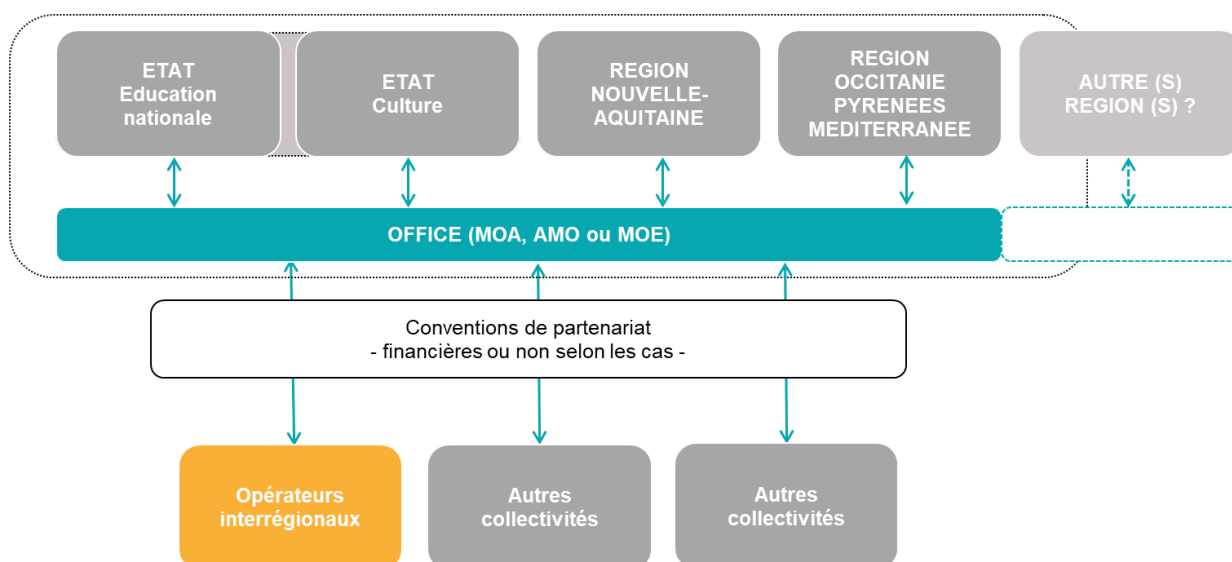 ETAT
Education
nationale
ETAT
Culture
REGION
NOUVELLE-
AQUITAINE
REGION
OCCITANIE
PYRENEES
MEDITERRANEE
AUTRE (S)
REGION (S) ?
OFFICE (MOA, AMO ou MOE)
Conventions de partenariat
- financières ou non selon les cas -
Opérateurs
interrégionaux
Autres
collectivités
Autres
collectivités